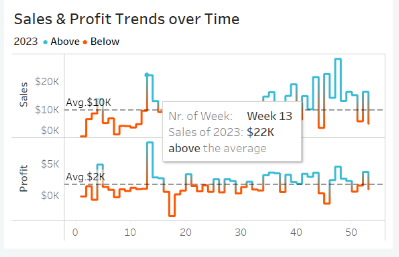 Sales & Profit Trends over Time
2023 • Above • Below
Sales
$20K
Avg.$10K
$10K
$0K
Nr. of Week: Week 13
Sales of 2023: $22K
above the average
Profit
$5K
Avg.$2K
$0K
0 10 20 30 40 50